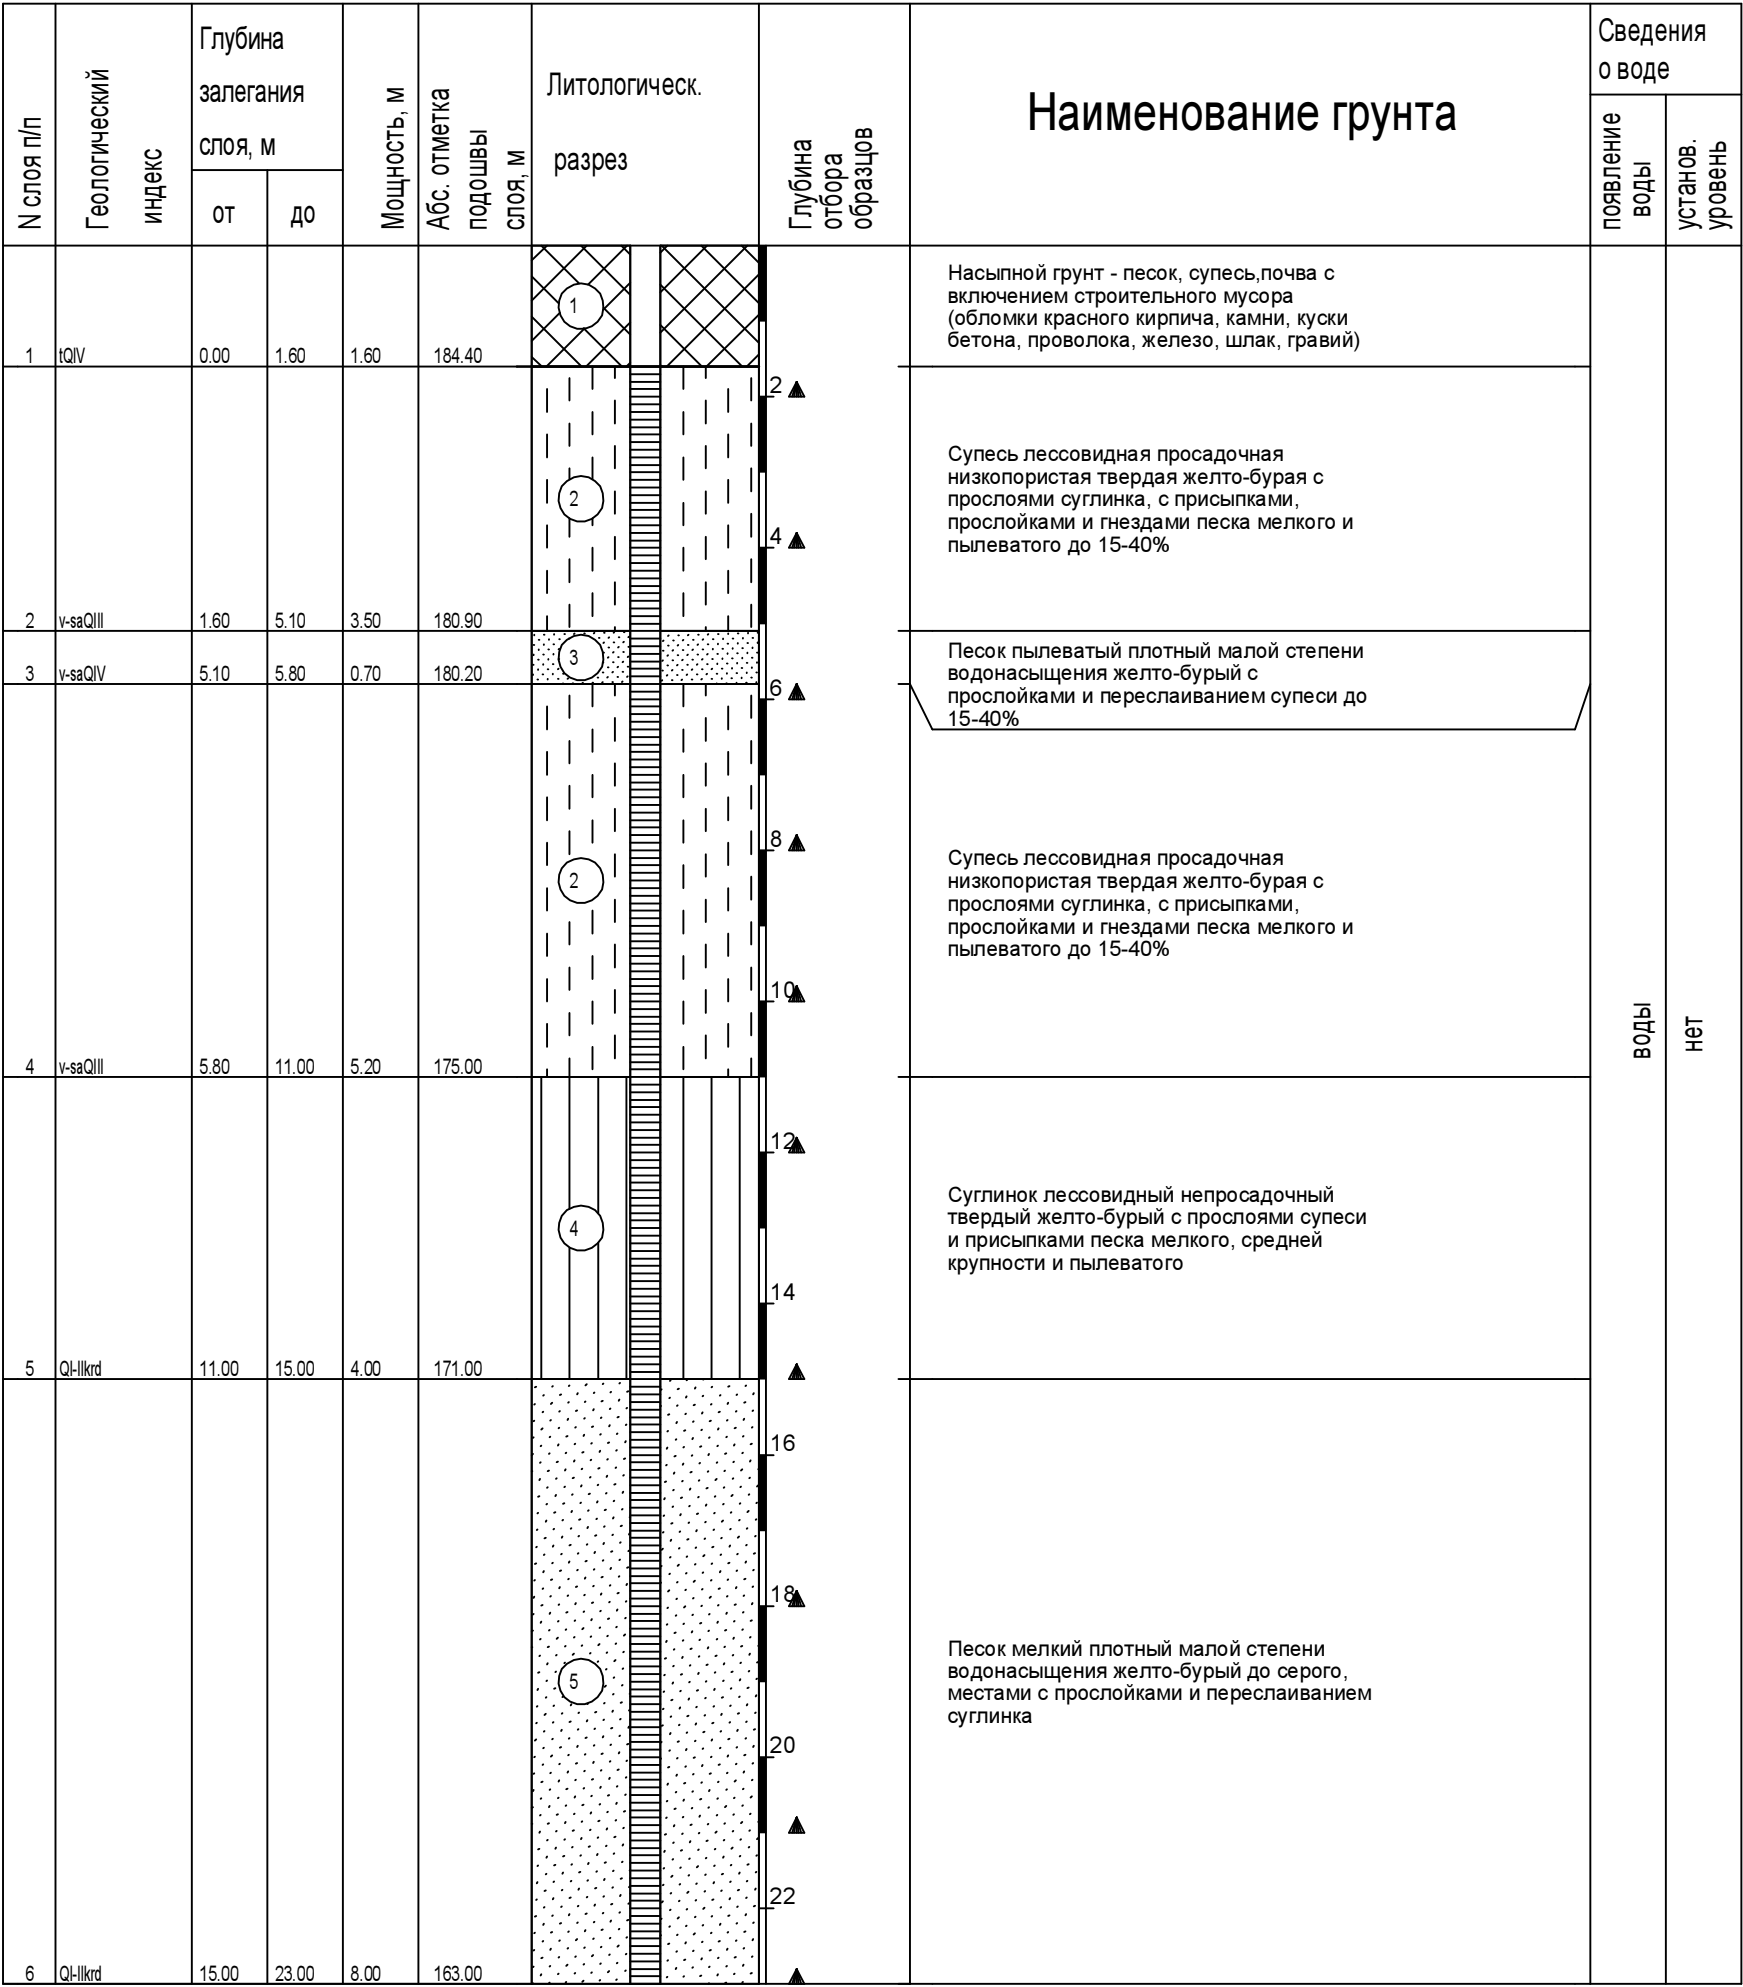 N слоя п/п
Геологический
индекс
Глубина
залегания
слоя, м
от
до
Мощность, м
Абс. отметка
подошвы
слоя, м
Литологическ.
разрез
Глубина
отбора
образцов
Наименование грунта
Сведения
о воде
появление
воды
установ.
уровень
1 tQIV 0.00 1.60 1.60 184.40
1
Насыпной грунт - песок, супесь,почва с
включением строительного мусора
(обломки красного кирпича, камни, куски
бетона, проволока, железо, шлак, гравий)
2
4
2 v-saQIII 1.60 5.10 3.50 180.90
2
Супесь лессовидная просадочная
низкопористая твердая желто-бурая с
прослоями суглинка, с присыпками,
прослойками и гнездами песка мелкого и
пылеватого до 15-40%
3 v-saQIV 5.10 5.80 0.70 180.20
3
Песок пылеватый плотный малой степени
водонасыщения желто-бурый с
прослойками и переслаиванием супеси до
15-40%
6
8
10
4 v-saQIII 5.80 11.00 5.20 175.00
2
Супесь лессовидная просадочная
низкопористая твердая желто-бурая с
прослоями суглинка, с присыпками,
прослойками и гнездами песка мелкого и
пылеватого до 15-40%
воды
нет
12
14
5 QI-IIkrd 11.00 15.00 4.00 171.00
4
Суглинок лессовидный непросадочный
твердый желто-бурый с прослоями супеси
и присыпками песка мелкого, средней
крупности и пылеватого
16
18
20
22
6 QI-IIkrd 15.00 23.00 8.00 163.00
5
Песок мелкий плотный малой степени
водонасыщения желто-бурый до серого,
местами с прослойками и переслаиванием
суглинка